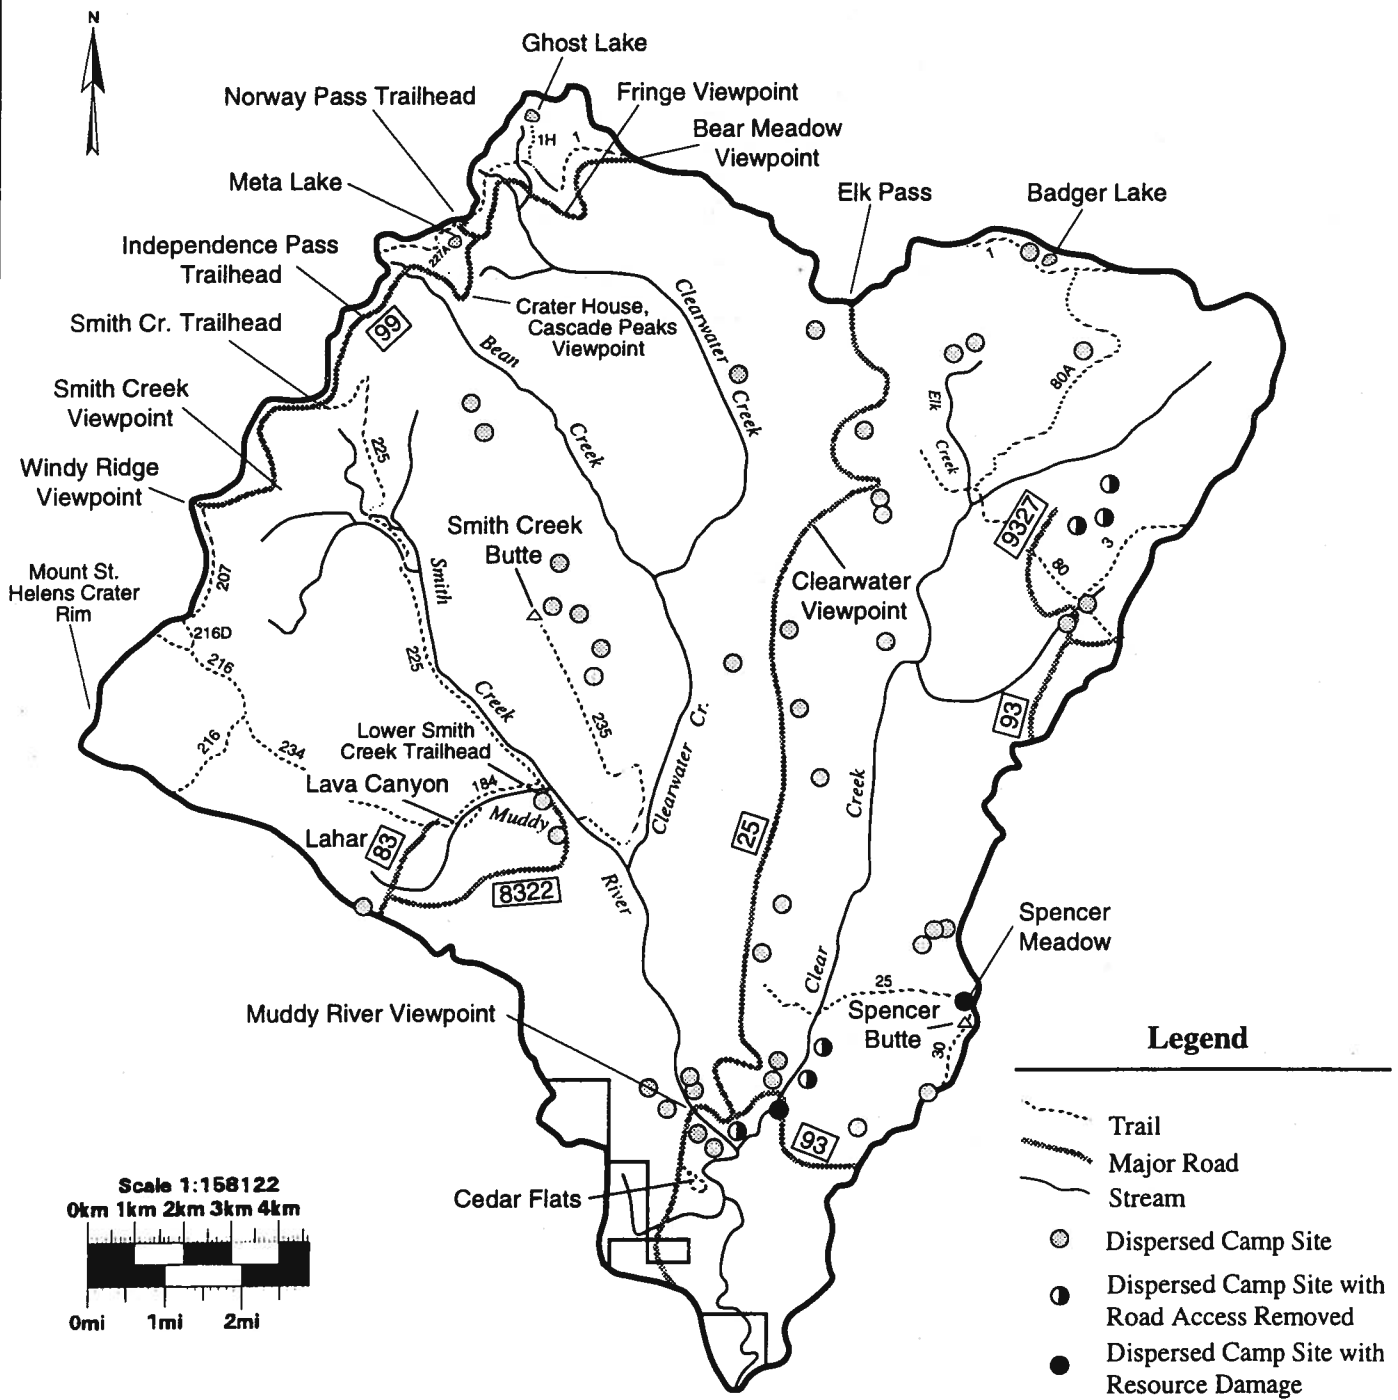 N
Ghost Lake
Norway Pass Trailhead
Fringe Viewpoint
Bear Meadow
Viewpoint
1H
1
Meta Lake
Elk Pass
Badger Lake
Independence Pass
Trailhead
227A
1
Smith Cr. Trailhead
99
Crater House,
Cascade Peaks
Viewpoint
Clearwater
Creek
Bean
Creek
Smith Creek
Viewpoint
80A
Elk
Creek
225
Windy Ridge
Viewpoint
Smith Creek
Butte
9327
3
80
Mount St.
Helens Crater
Rim
207
Smith
Creek
Clearwater
Viewpoint
216D
216
225
235
93
Clearwater Cr.
216
234
Lower Smith
Creek Trailhead
Lava Canyon
184
Muddy
River
Lahar
83
8322
25
Creek
Clear
Spencer
Meadow
25
Spencer
Butte
30
Muddy River Viewpoint
93
Cedar Flats
Scale 1:158122
0km 1km 2km 3km 4km
0mi 1mi 2mi
Legend
Trail
Major Road
Stream
Dispersed Camp Site
Dispersed Camp Site with
Road Access Removed
Dispersed Camp Site with
Resource Damage